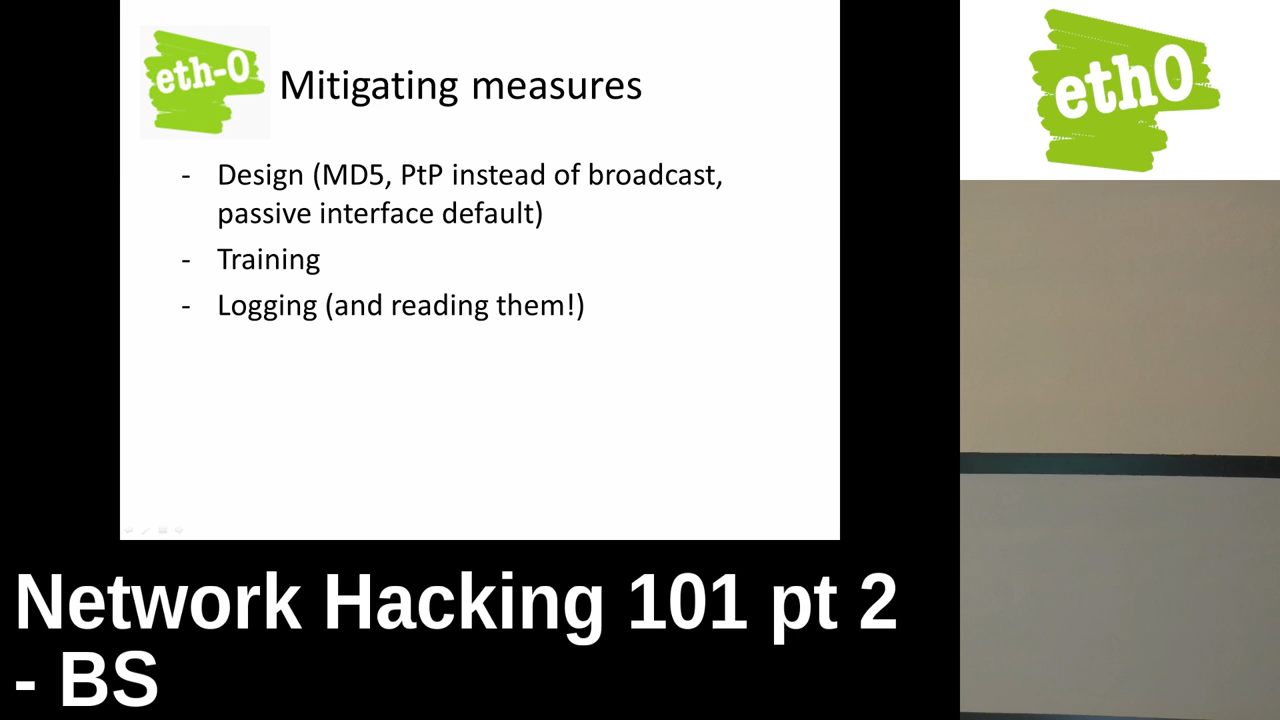 eth-0
Mitigating measures
- Design (MD5, PtP instead of broadcast,
passive interface default)
- Training
- Logging (and reading them!)
eth0
Network Hacking 101 pt 2
- BS